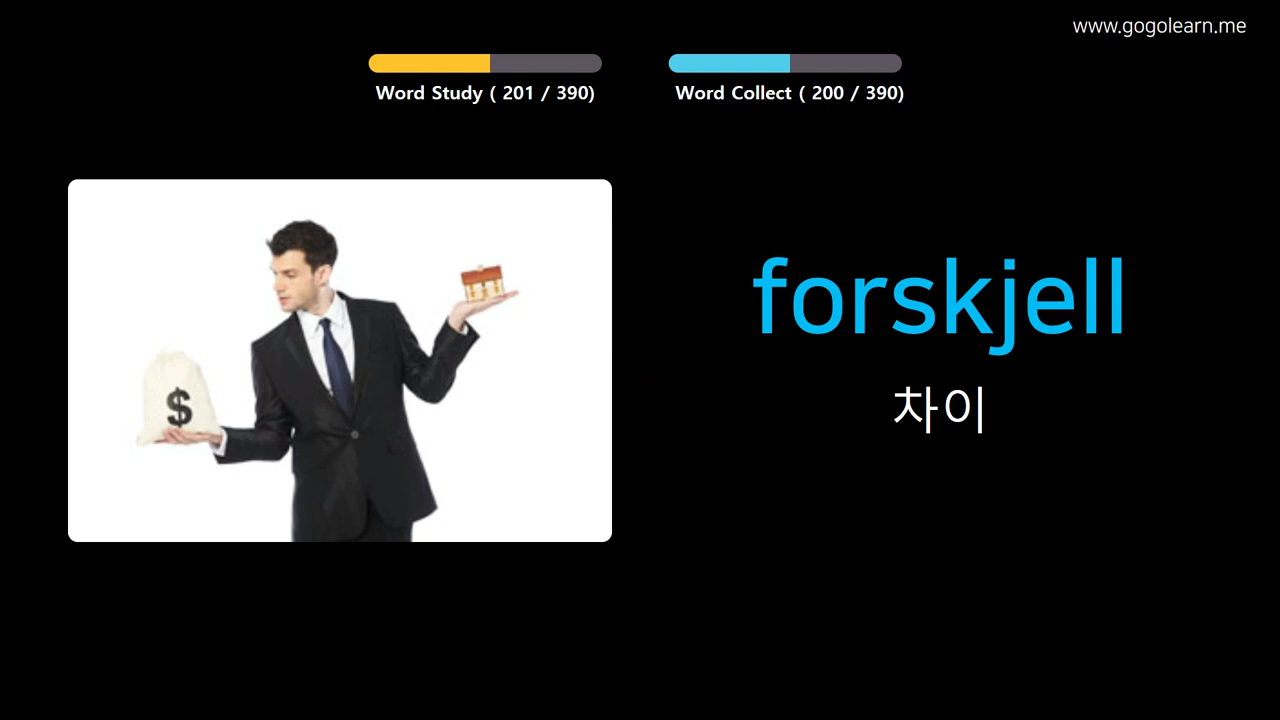 www.gogolearn.me
Word Study ( 201 / 390)
Word Collect ( 200 / 390)
$
forskjell
차이